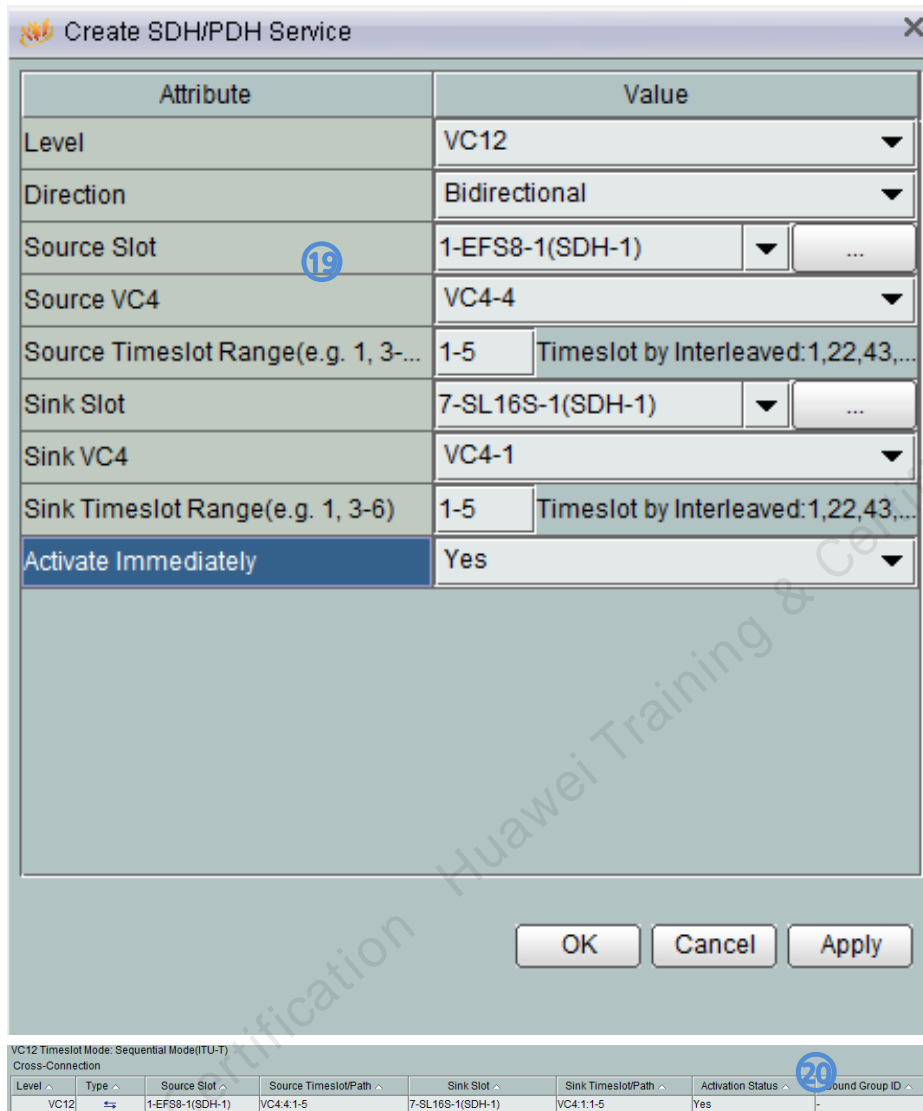 Create SDH/PDH Service
Attribute Value
Level VC12
Direction Bidirectional
Source Slot 1-EFS8-1(SDH-1) ...
19
Source VC4 VC4-4
Source Timeslot Range(e.g. 1, 3-... 1-5 Timeslot by Interleaved:1,22,43,...
Sink Slot 7-SL16S-1(SDH-1) ...
Sink VC4 VC4-1
Sink Timeslot Range(e.g. 1, 3-6) 1-5 Timeslot by Interleaved:1,22,43,...
Activate Immediately Yes
Huawei Training &
OK Cancel Apply
VC12 Timeslot Mode: Sequential Mode(ITU-T)
Cross-Connection
20
Level Type Source Slot Source Timeslot/Path Sink Slot Sink Timeslot/Path Activation Status ound Group ID
VC12 1-EFS8-1(SDH-1) VC4:4:1-5 7-SL16S-1(SDH-1) VC4:1:1-5 Yes -